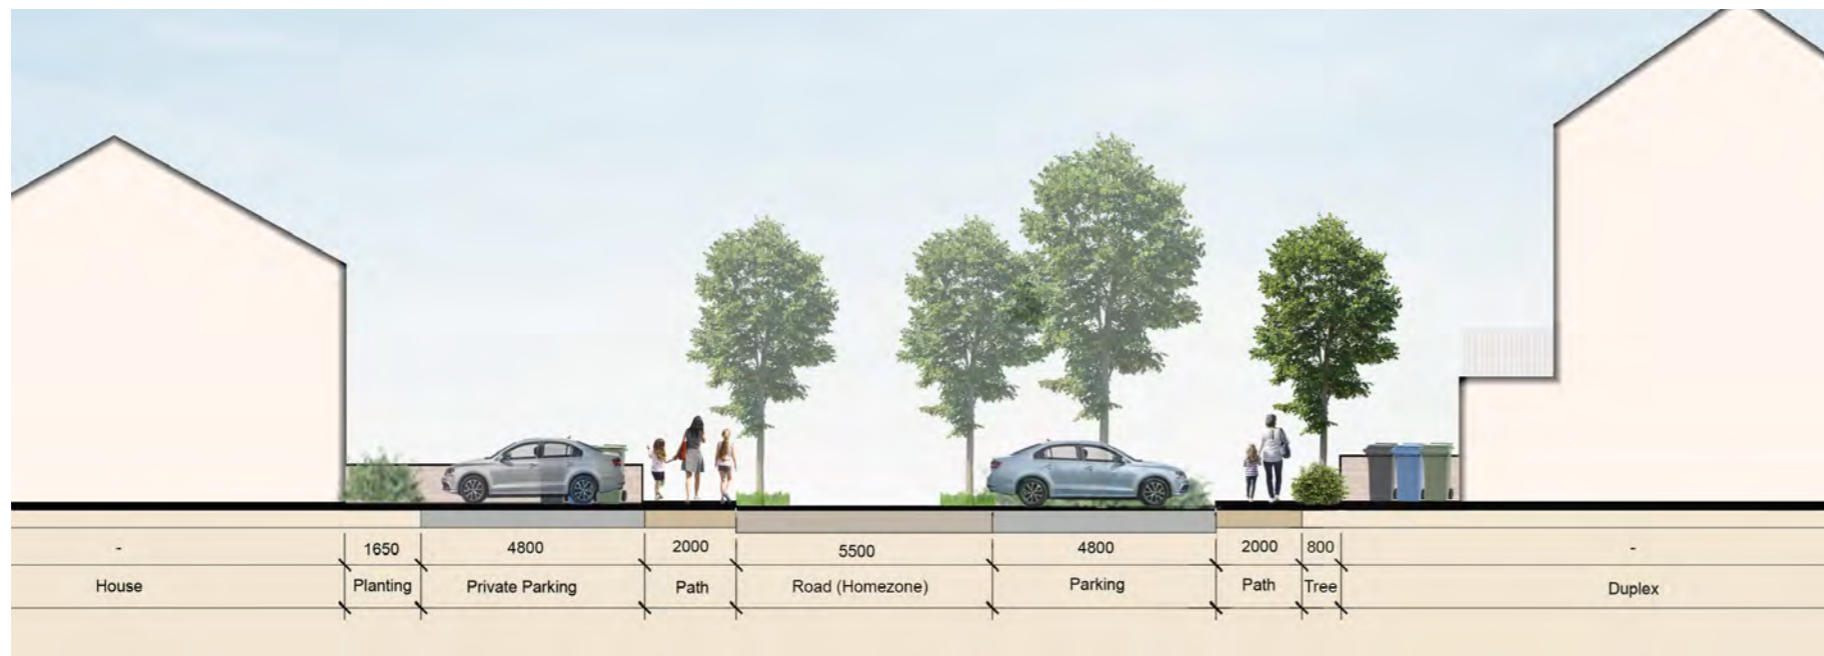 - 1650 4800 2000 5500 4800 2000 800 -
House Planting Private Parking Path Road (Homezone) Parking Path Tree Duplex